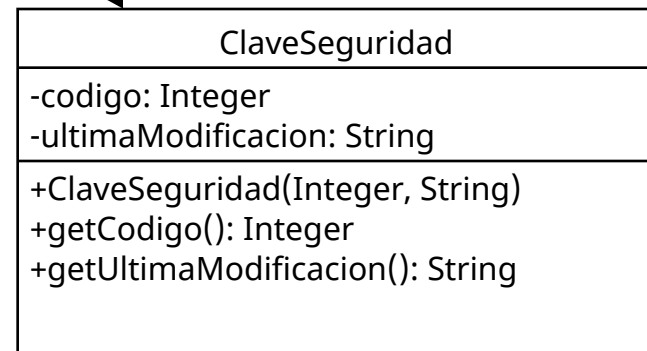 ClaveSeguridad
-codigo: Integer
-ultimaModificacion: String
+ClaveSeguridad(Integer, String)
+getCodigo(): Integer
+getUltimaModificacion(): String